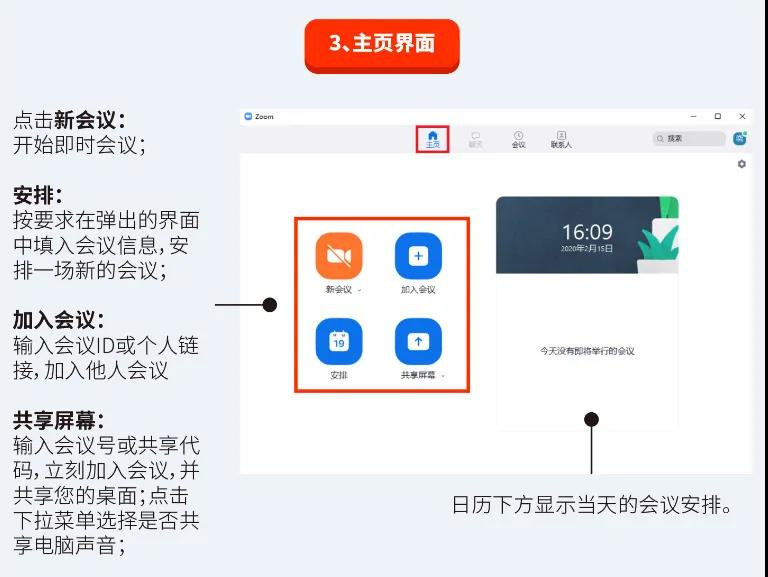 3、主页界面
点击新会议：
开始即时会议；
安排：
按要求在弹出的界面
中填入会议信息，安
排一场新的会议；
加入会议：
输入会议ID或个人链
接，加入他人会议
共享屏幕：
输入会议号或共享代
码，立刻加入会议，并
共享您的桌面；点击
下拉菜单选择是否共
享电脑声音；
Zoom
主页
聊天
会议
联系人
搜索
新会议
加入会议
19
安排
共享屏幕
16:09
2020年2月15日
今天没有即将举行的会议
日历下方显示当天的会议安排。